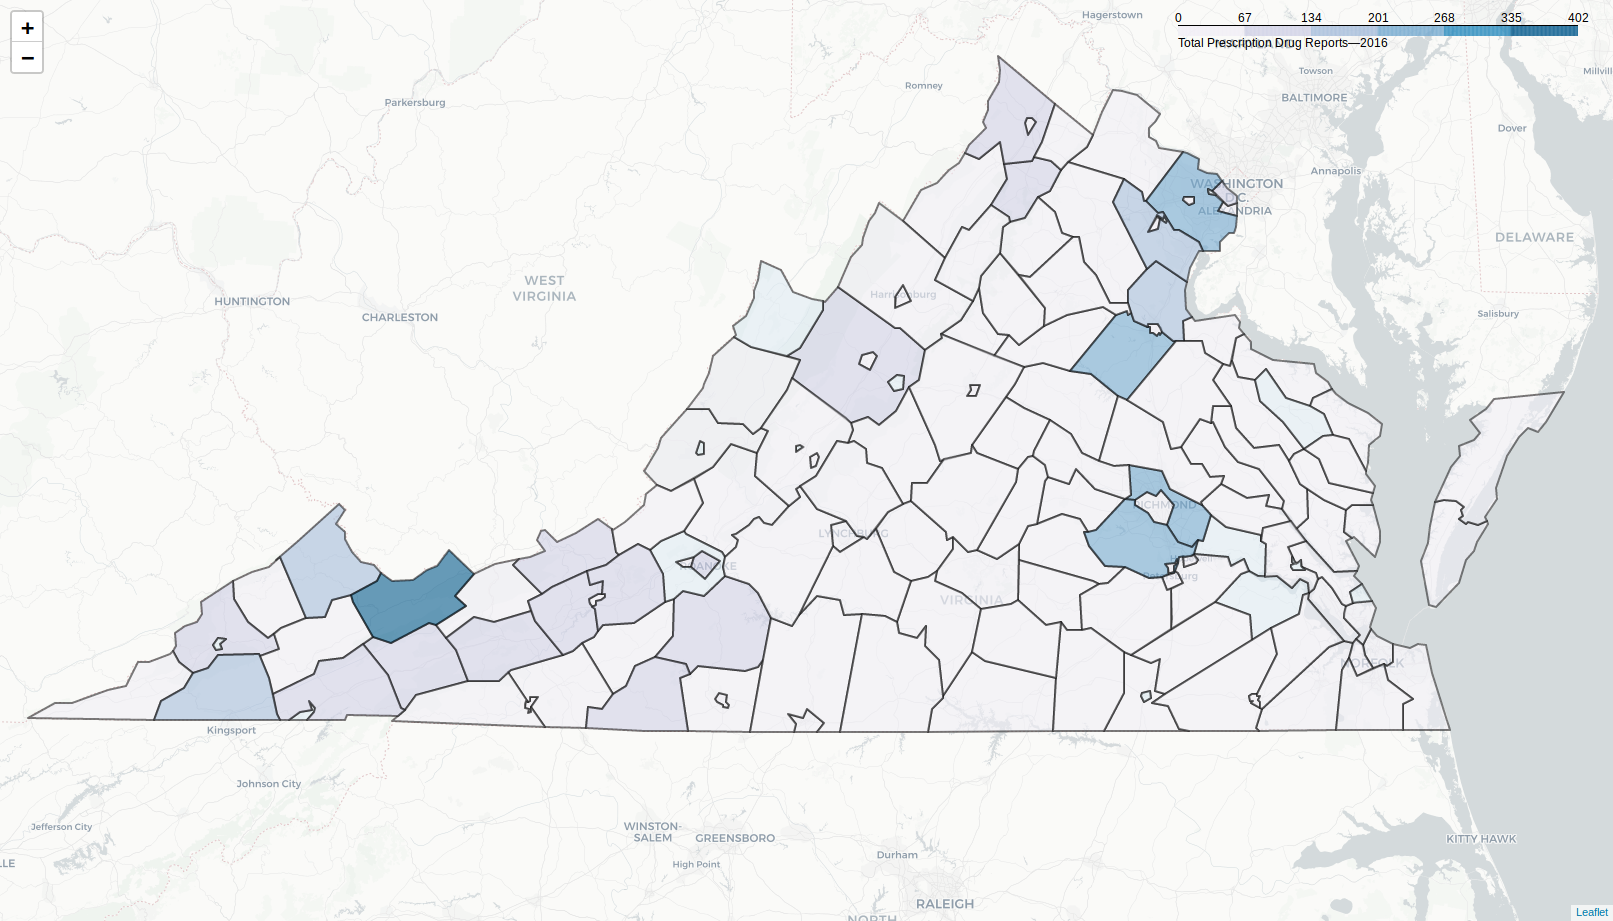 +
−
Hagerstown
0 67 134 201 268 335 402
Total Prescription Drug Reports—2016
Towson
Millvill
Romney
Parkersburg
BALTIMORE
Dover
Annapolis
WASHINGTON
D.C.
ALEXANDRIA
DELAWARE
WEST
VIRGINIA
Harrisonburg
HUNTINGTON
CHARLESTON
Salisbury
RICHMOND
LYNCHBURG
ROANOKE
Petersburg
VIRGINIA
NORFOLK
Kingsport
Johnson City
Jefferson City
WINSTON-
SALEM
GREENSBORO
KITTY HAWK
LLE
High Point
Durham
RALEIGH
NORTH
Leaflet